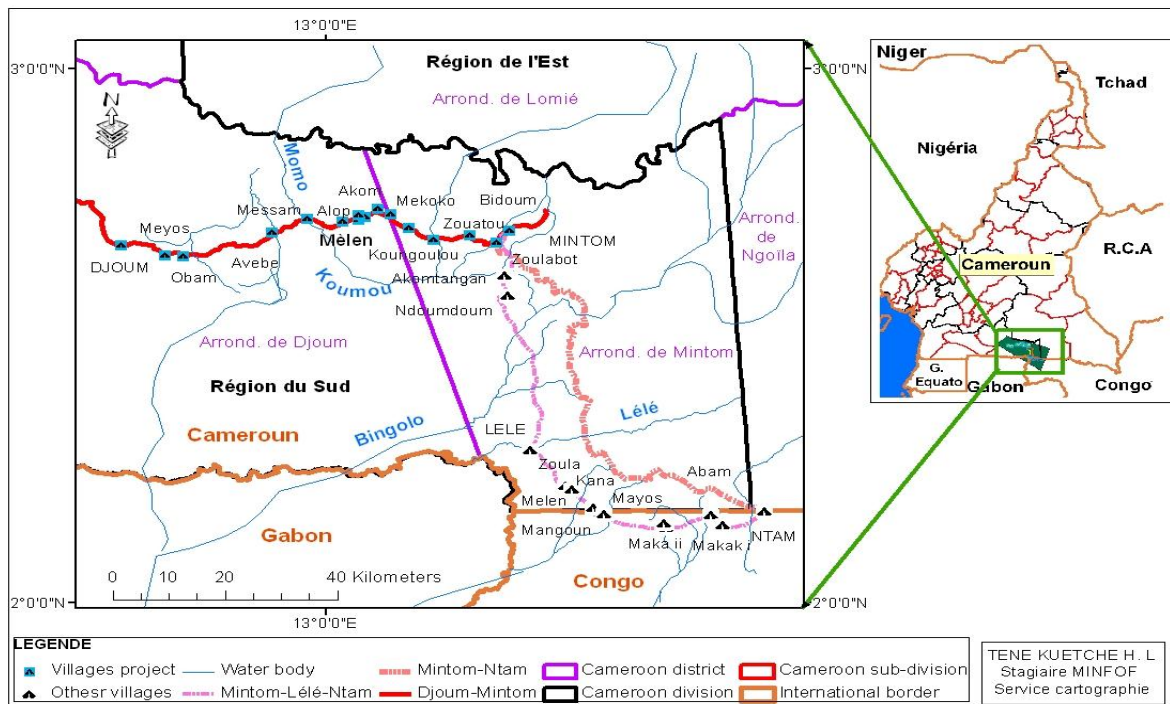 13°0'0"E
3°0'0"N
3°0'0"N
Région de l'Est
Arrond. de Lomié
N
Momo
Akom
Mekoko
Bidoum
Messam
Alop
Zouatou
Meyos
Mèlen
MINTOM
Arrond.
de
Ngoïla
DJOUM
Obam
Avebe
Koungoulou
Zoulabot
Akomtangan
Koumou
Ndoumdoum
Arrond. de Djoum
Arrond. de Mintom
Région du Sud
Cameroun
Bingolo
LELE
Lélé
Zoula
Kana
Abam
Melen
Mayos
Gabon
Mangoun
Maka ii
Makak i
NTAM
Congo
0 10 20 40 Kilometers
2°0'0"N
13°0'0"E
Niger
Tchad
Nigéria
R.C.A
Cameroun
G.
Equato
Gabon
Congo
LEGENDE
Villages project
Water body
Mintom-Ntam
Cameroon district
Cameroon sub-division
Othesr villages
Mintom-Lélé-Ntam
Djoum-Mintom
Cameroon division
International border
TENE KUETCHE H. L
Stagiaire MINFOF
Service cartographie